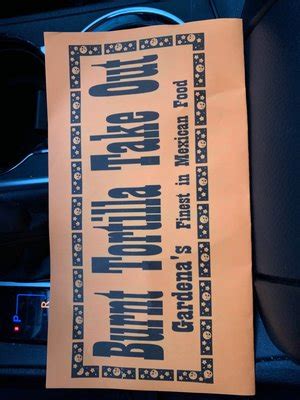 Burnt Tortilla Take Out
Gardena's Finest in Mexican Food
P
R